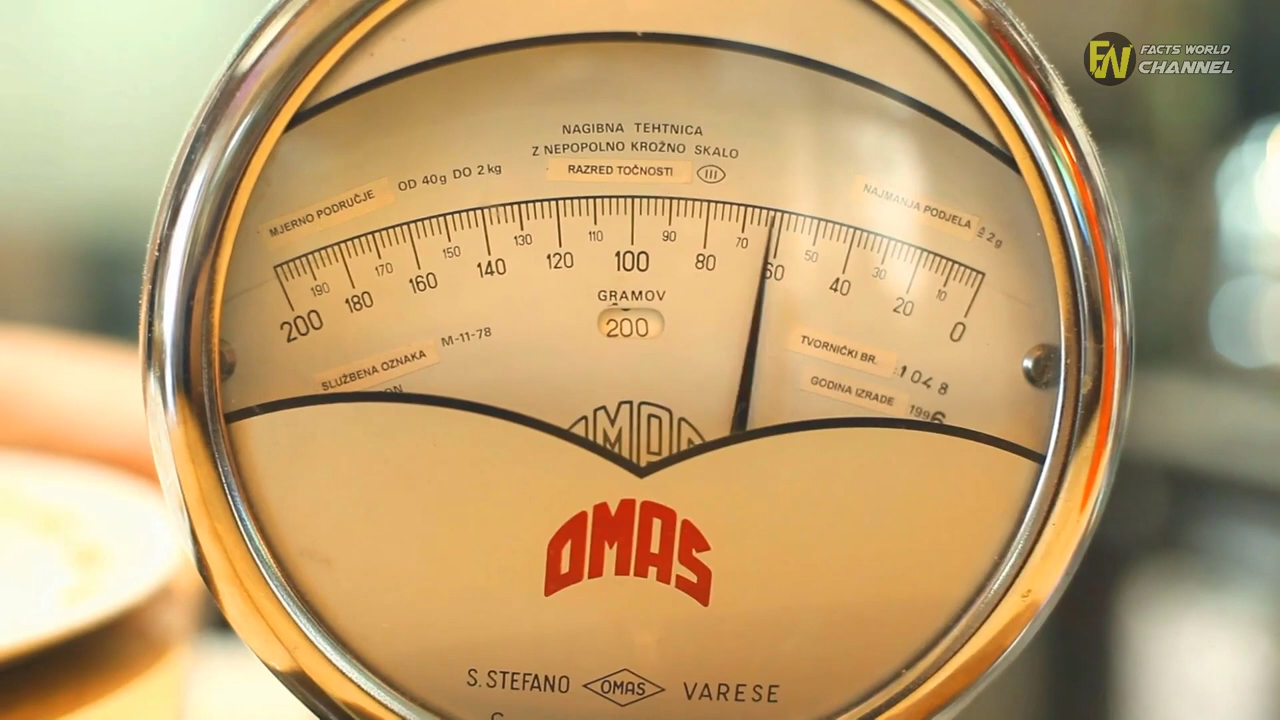 FACTS WORLD
CHANNEL
NAGIBNA TEHTNICA
Z NEPOPOLNO KROŽNO SKALO
RAZRED TOČNOSTI III
MJERNO PODRUČJE OD 40g DO 2kg
NAJMANJA PODJELA ≙ 2g
200 190 180 170 160 150 140 130 120 110 100 90 80 70 60 50 40 30 20 10 0
GRAMOV
200
SLUŽBENA OZNAKA M-11-78
TVORNIČKI BR. 1048
GODINA IZRADE 1996
OMAS
S. STEFANO OMAS VARESE